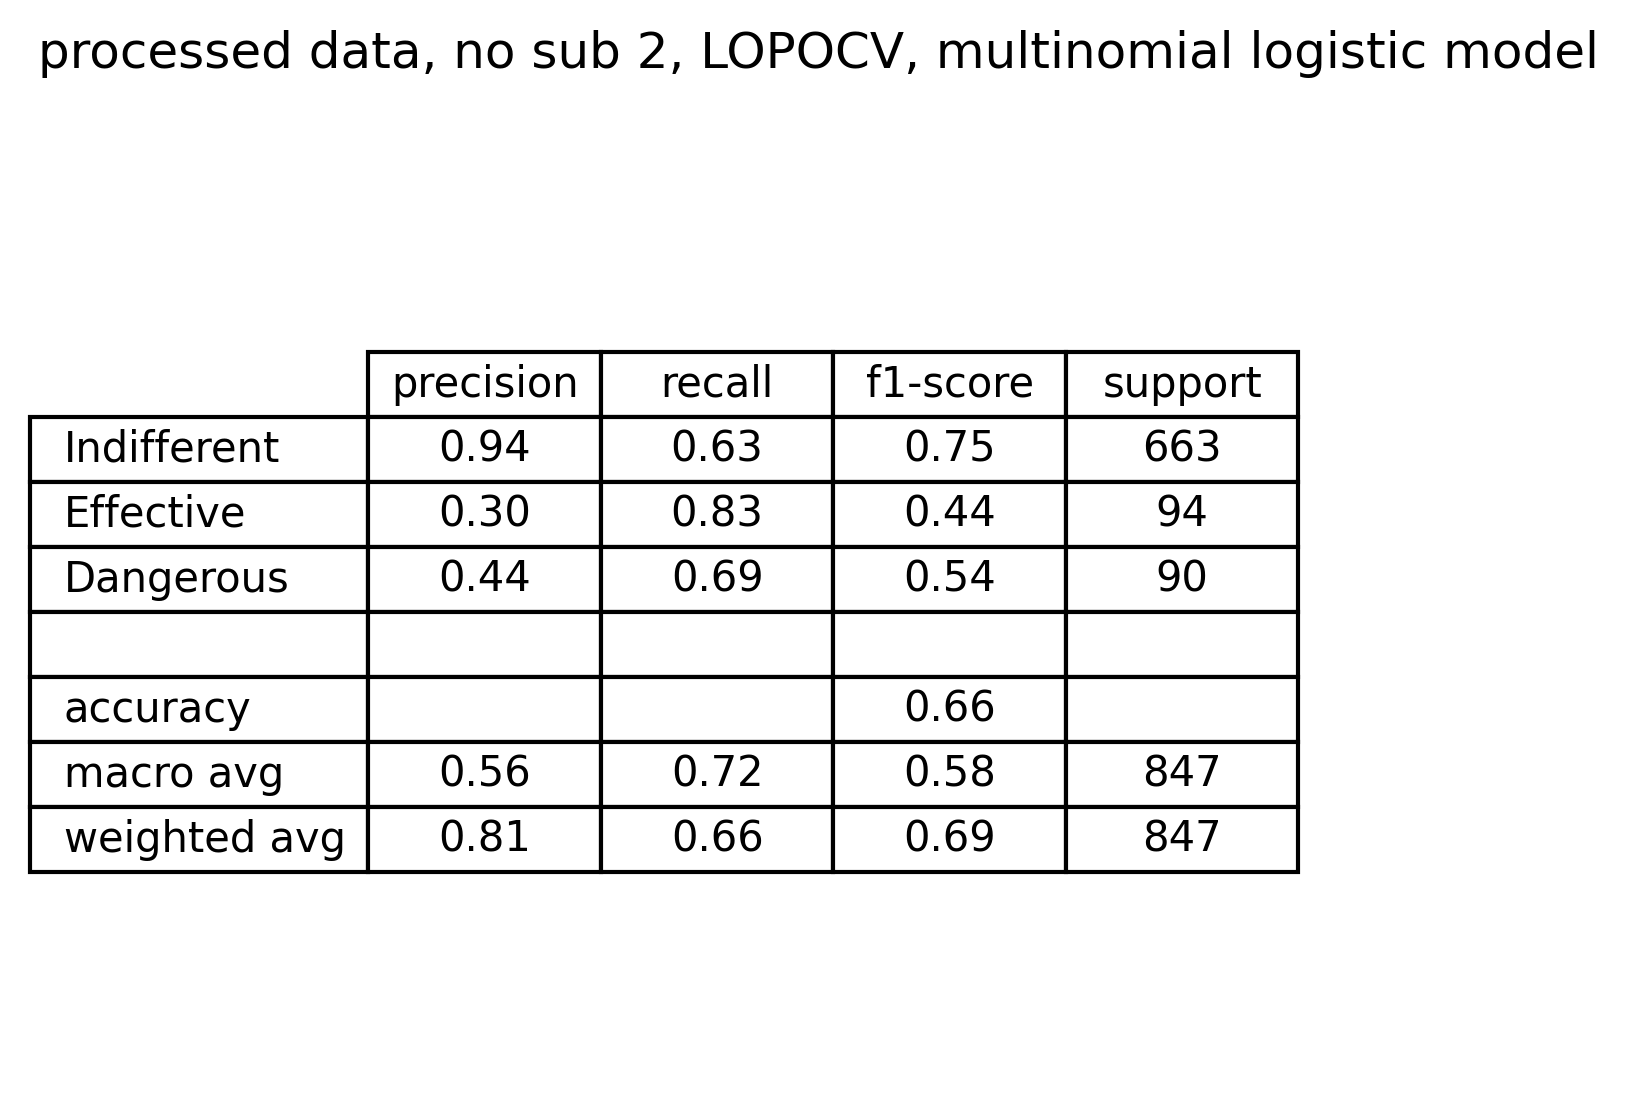 processed data, no sub 2, LOPOCV, multinomial logistic model
precision recall f1-score support
Indifferent 0.94 0.63 0.75 663
Effective 0.30 0.83 0.44 94
Dangerous 0.44 0.69 0.54 90
accuracy 0.66
macro avg 0.56 0.72 0.58 847
weighted avg 0.81 0.66 0.69 847